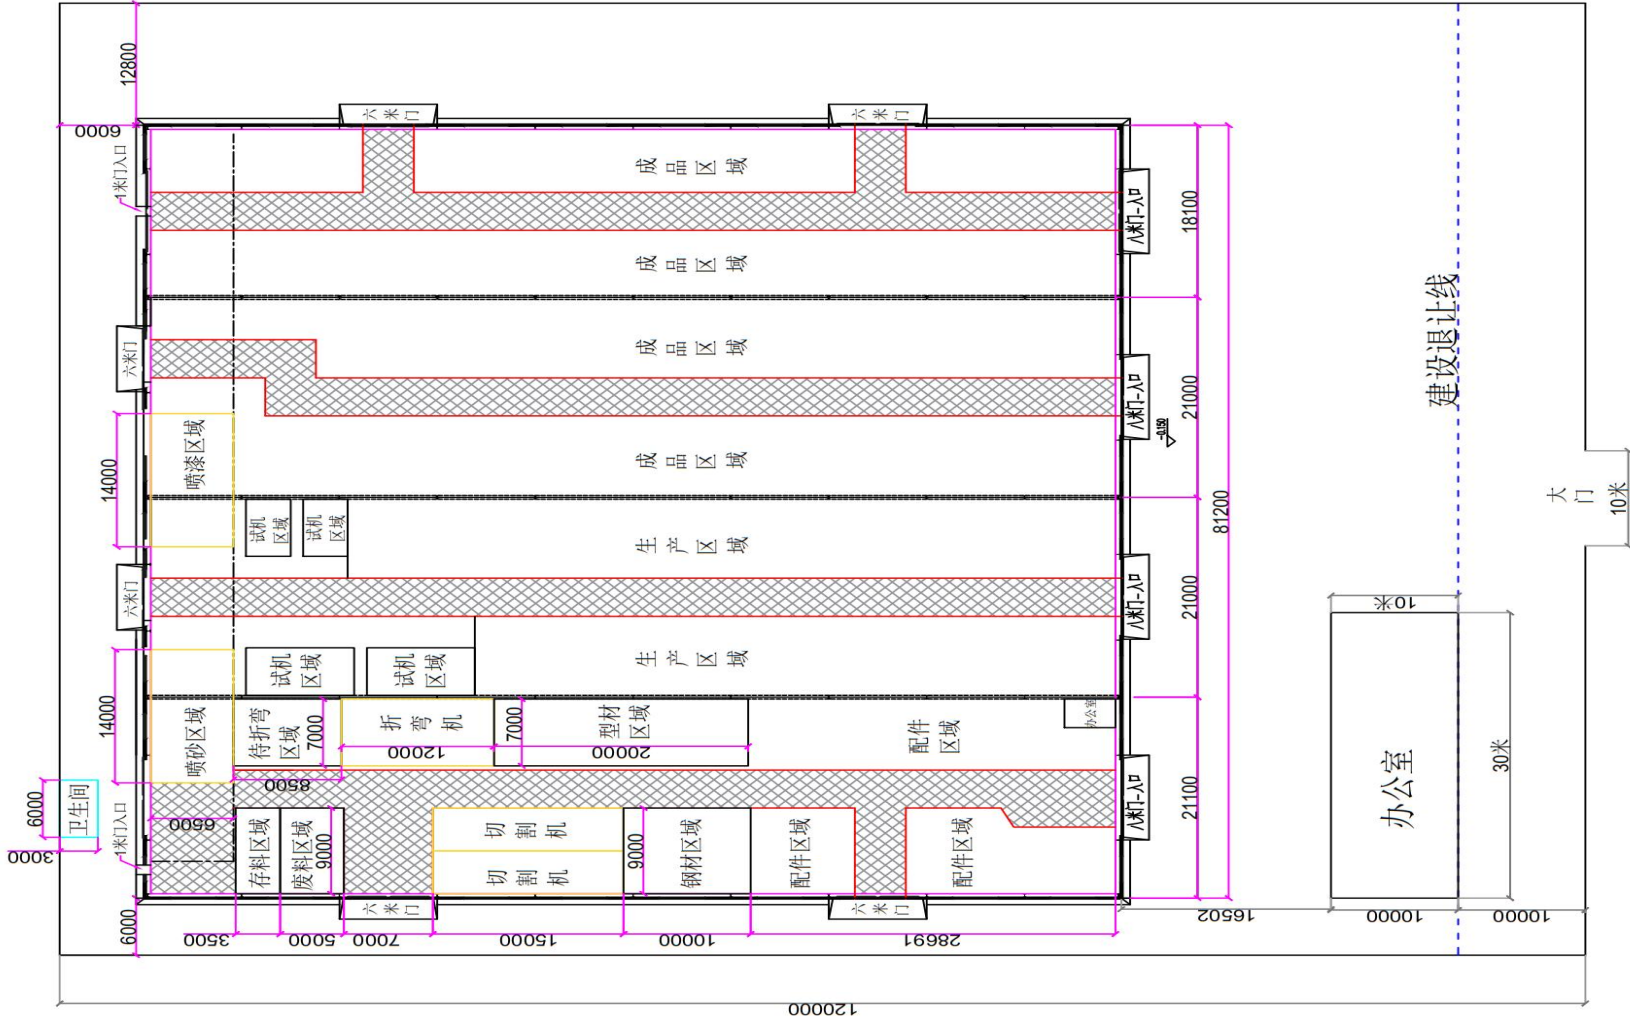 12800
6000
1米门入口
六米门
六米门
成品区域
18100
八米门-入口
成品区域
成品区域
六米门
21000
八米门-入口
建设退让线
-0.150
14000
喷漆区域
成品区域
81200
大门
10米
试机区域
试机区域
生产区域
六米门
21000
八米门-入口
10米
试机区域
试机区域
生产区域
14000
喷砂区域
待折弯区域
7000
折弯机
12000
7000
型材区域
20000
配件区域
办公室
8500
6000
卫生间
3000
1米门入口
6500
存料区域
废料区域
9000
切割机
切割机
9000
钢材区域
配件区域
配件区域
21100
八米门-入口
办公室
30米
六米门
六米门
6000
3500
5000
7000
15000
10000
28691
16502
10000
10000
120000